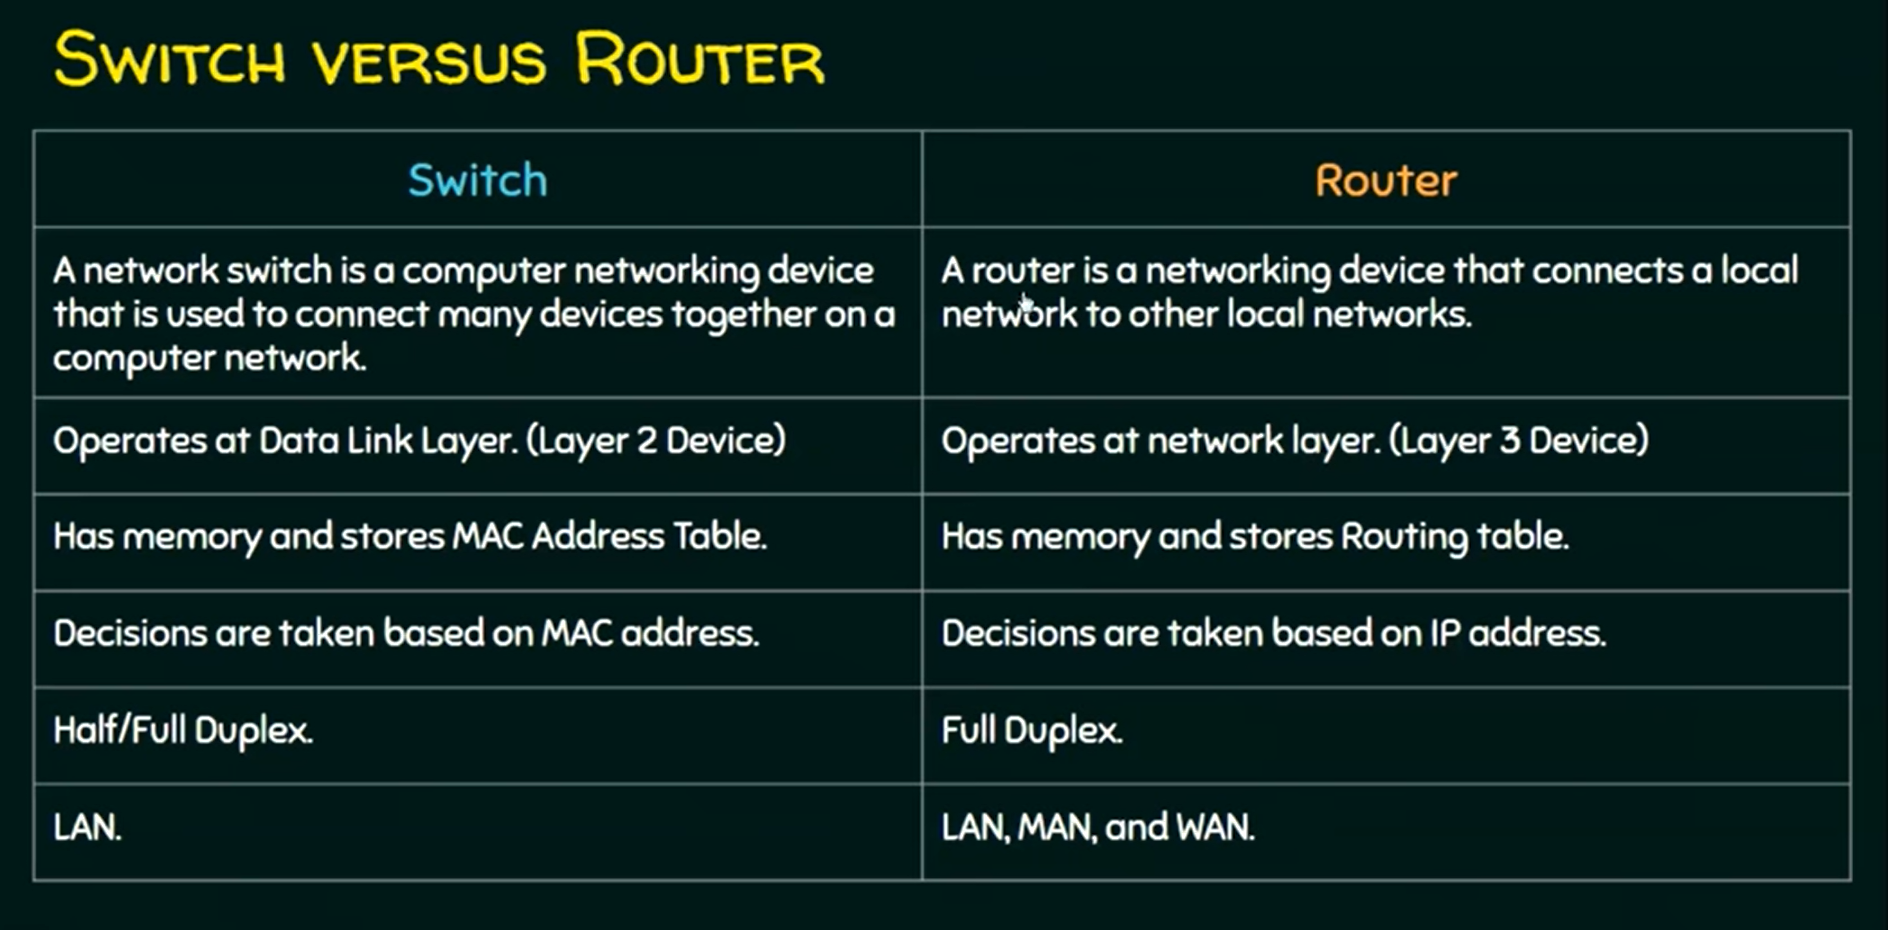 SWITCH VERSUS ROUTER
Switch
Router
A network switch is a computer networking device
that is used to connect many devices together on a
computer network.
A router is a networking device that connects a local
network to other local networks.
Operates at Data Link Layer. (Layer 2 Device)
Operates at network layer. (Layer 3 Device)
Has memory and stores MAC Address Table.
Has memory and stores Routing table.
Decisions are taken based on MAC address.
Decisions are taken based on IP address.
Half/Full Duplex.
Full Duplex.
LAN.
LAN, MAN, and WAN.